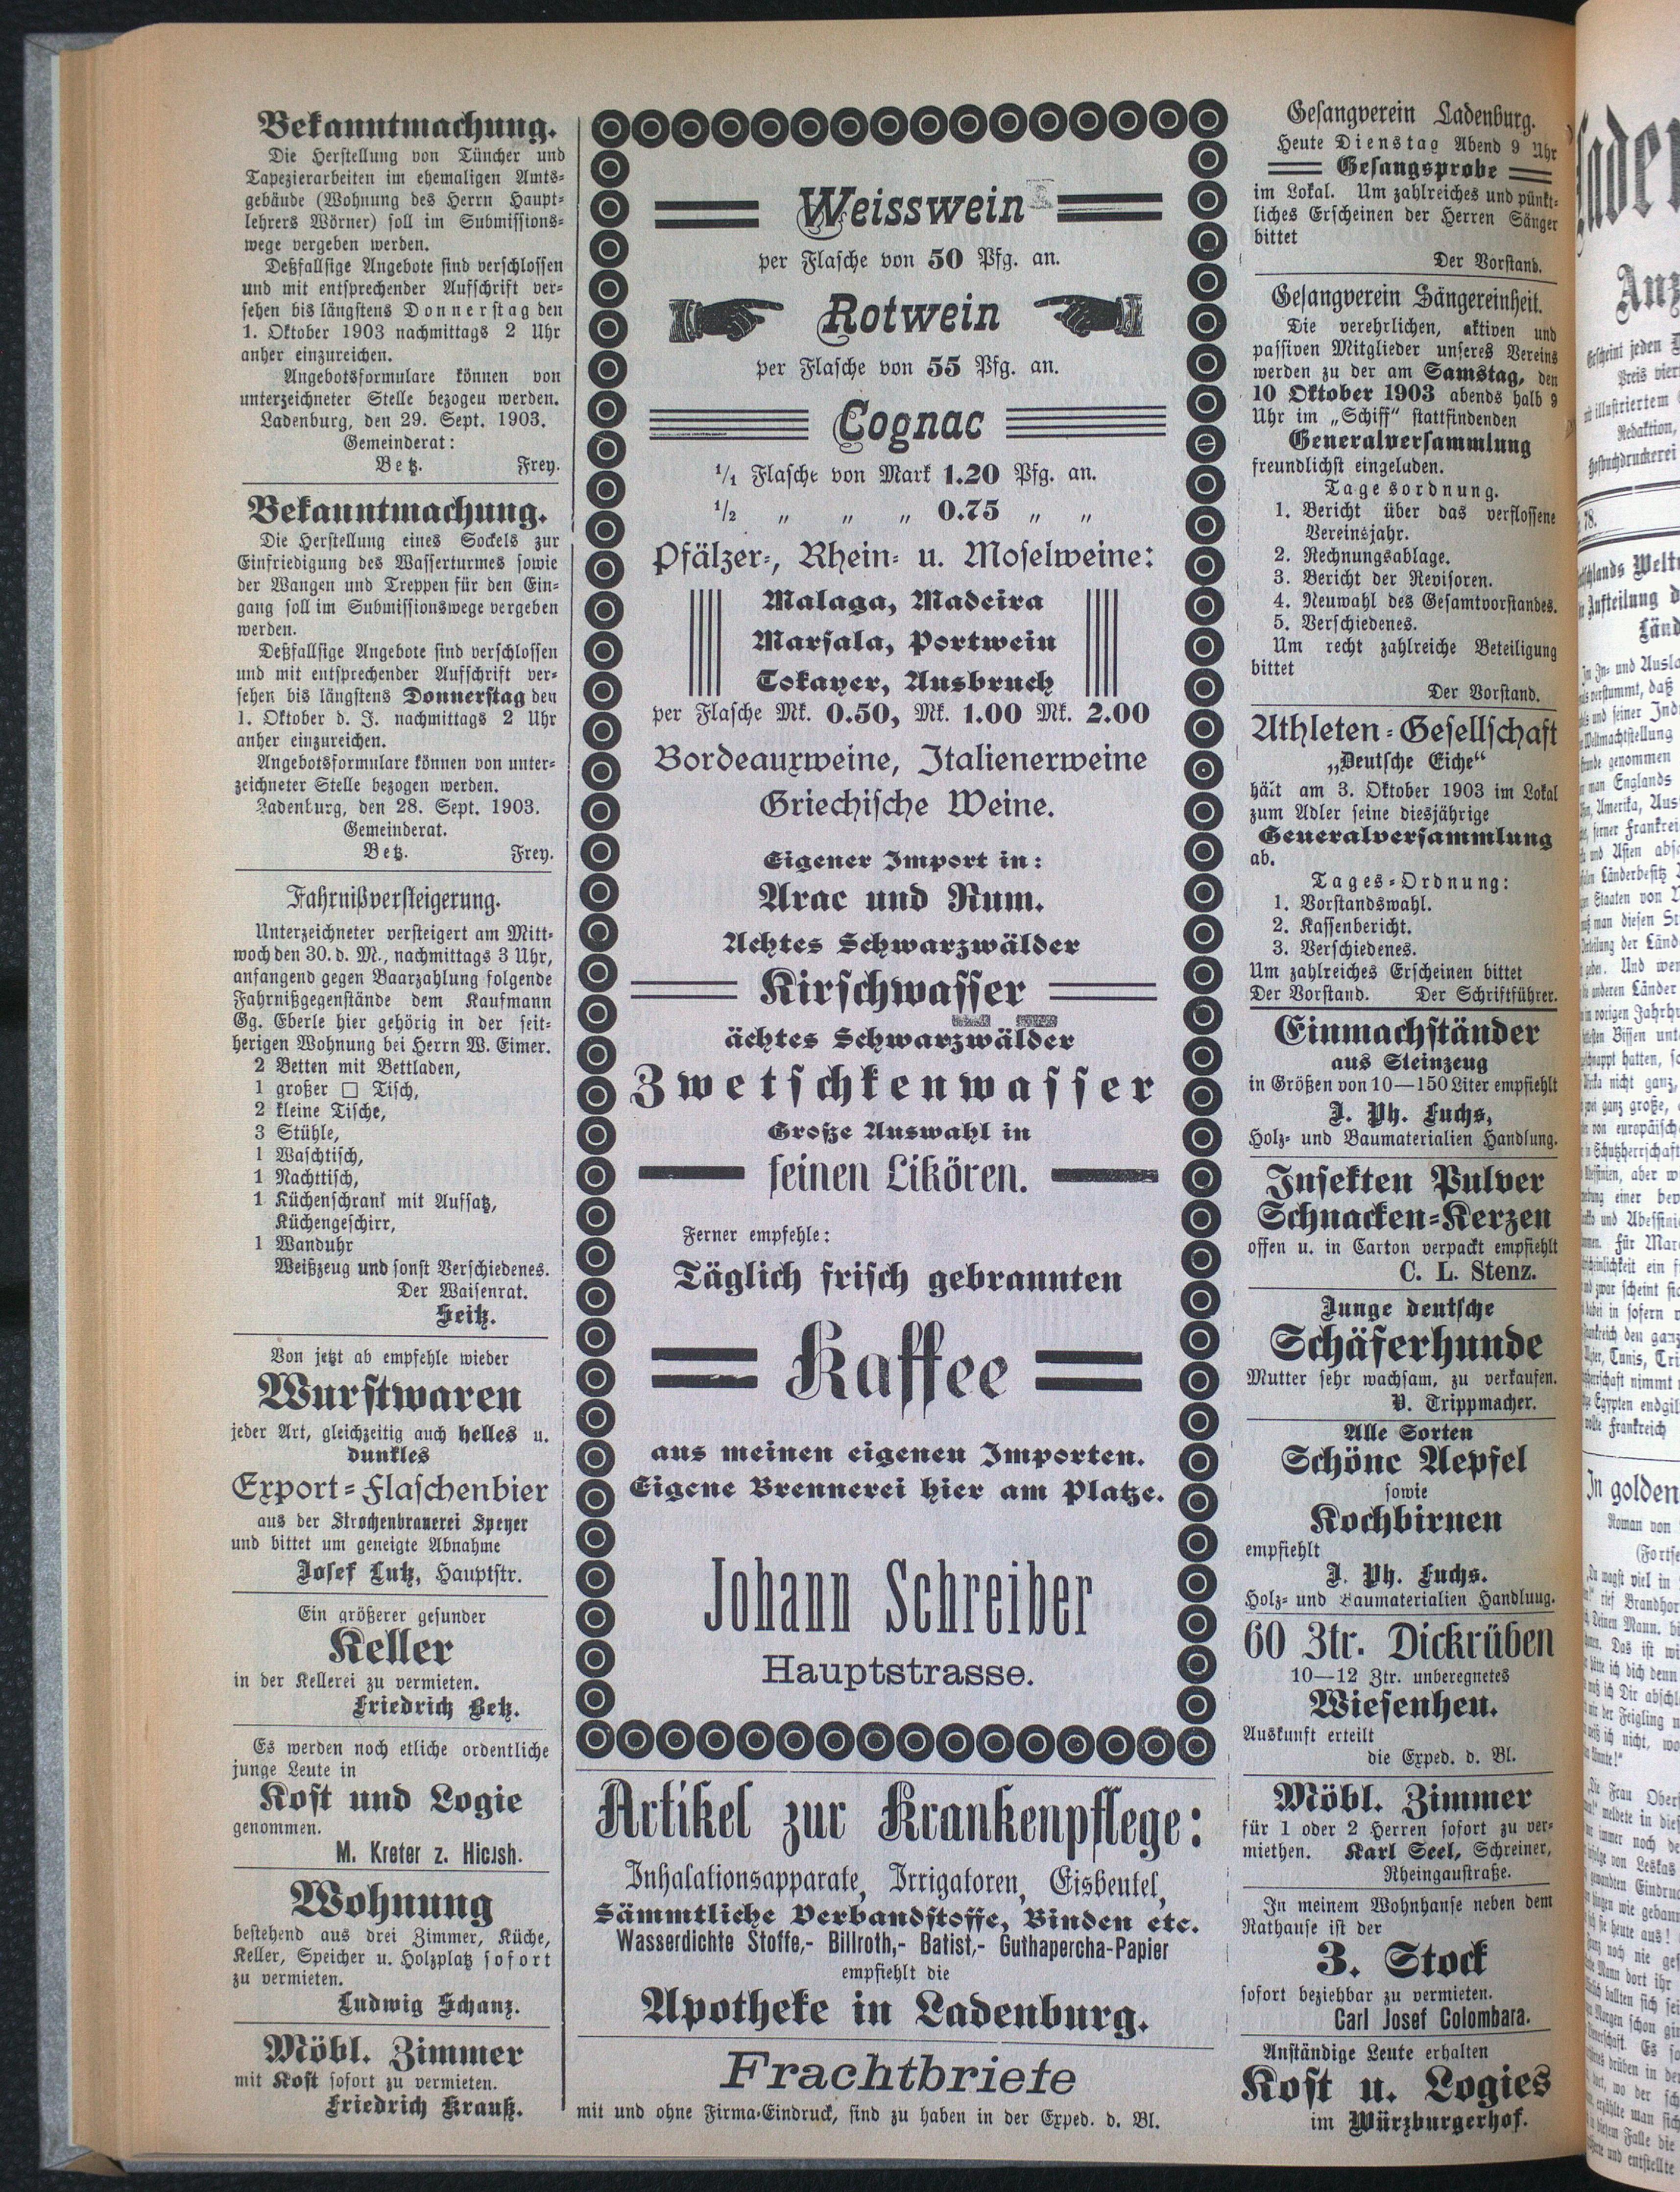 Bekanntmachung.
Die Herstellung von Tüncher und
Tapezierarbeiten im ehemaligen Amts-
gebäude (Wohnung des Herrn Haupt-
lehrers Wörner) soll im Submissions-
wege vergeben werden.
Deßfallsige Angebote sind verschlossen
und mit entsprechender Aufschrift ver-
sehen bis längstens Donnerstag den
1. Oktober 1903 nachmittags 2 Uhr
anher einzureichen.
Angebotsformulare können von
unterzeichneter Stelle bezogeu werden.
Ladenburg, den 29. Sept. 1903.
Gemeinderat:
Betz. Frey.
Bekanntmachung.
Die Herstellung eines Sockels zur
Einfriedigung des Wasserturmes sowie
der Wangen und Treppen für den Ein-
gang soll im Submissionswege vergeben
werden.
Deßfallsige Angebote sind verschlossen
und mit entsprechender Aufschrift ver-
sehen bis längstens Donnerstag den
1. Oktober d. J. nachmittags 2 Uhr
anher einzureichen.
Angebotsformulare können von unter-
zeichneter Stelle bezogen werden.
Ladenburg, den 28. Sept. 1903.
Gemeinderat.
Betz. Frey.
Fahrnißversteigerung.
Unterzeichneter versteigert am Mitt-
woch den 30. d. M., nachmittags 3 Uhr,
anfangend gegen Baarzahlung folgende
Fahrnißgegenstände dem Kaufmann
Gg. Eberle hier gehörig in der seit-
herigen Wohnung bei Herrn W. Eimer.
2 Betten mit Bettladen,
1 großer □ Tisch,
2 kleine Tische,
3 Stühle,
1 Waschtisch,
1 Nachttisch,
1 Küchenschrank mit Aufsatz,
Küchengeschirr,
1 Wanduhr
Weißzeug und sonst Verschiedenes.
Der Waisenrat.
Seitz.
Von jetzt ab empfehle wieder
Wurstwaren
jeder Art, gleichzeitig auch helles u.
dunkles
Export-Flaschenbier
aus der Storchenbrauerei Speyer
und bittet um geneigte Abnahme
Josef Lutz, Hauptstr.
Ein größerer gesunder
Keller
in der Kellerei zu vermieten.
Friedrich Betz.
Es werden noch etliche ordentliche
junge Leute in
Kost und Logie
genommen.
M. Kreter z. Hirsch.
Wohnung
bestehend aus drei Zimmer, Küche,
Keller, Speicher u. Holzplatz sofort
zu vermieten.
Ludwig Schanz.
Möbl. Zimmer
mit Kost sofort zu vermieten.
Friedrich Krauß.
Weisswein
per Flasche von 50 Pfg. an.
Rotwein
per Flasche von 55 Pfg. an.
Cognac
1/1 Flasche von Mark 1.20 Pfg. an.
1/2 " " " 0.75 " "
Pfälzer-, Rhein- u. Moselweine:
Malaga, Madeira
Marsala, Portwein
Tokayer, Ausbruch
per Flasche Mk. 0.50, Mk. 1.00 Mk. 2.00
Bordeauxweine, Italienerweine
Griechische Weine.
Eigener Import in:
Arac und Rum.
Achtes Schwarzwälder
Kirschwasser
ächtes Schwarzwälder
Zwetschkenwasser
Große Auswahl in
feinen Likören.
Ferner empfehle:
Täglich frisch gebrannten
Kaffee
aus meinen eigenen Importen.
Eigene Brennerei hier am Platze.
Johann Schreiber
Hauptstrasse.
Artikel zur Krankenpflege:
Inhalationsapparate, Irrigatoren, Eisbeutel,
Sämmtliche Verbandstoffe, Binden etc.
Wasserdichte Stoffe,- Billroth,- Batist,- Guthapercha-Papier
empfiehlt die
Apotheke in Ladenburg.
Frachtbriefe
mit und ohne Firma-Eindruck, sind zu haben in der Exped. d. Bl.
Gesangverein Ladenburg.
Heute Dienstag Abend 9 Uhr
Gesangsprobe
im Lokal. Um zahlreiches und pünkt-
liches Erscheinen der Herren Sänger
bittet
Der Vorstand.
Gesangverein Sängereinheit.
Die verehrlichen, aktiven und
passiven Mitglieder unseres Vereins
werden zu der am Samstag, den
10 Oktober 1903 abends halb 9
Uhr im „Schiff" stattfindenden
Generalversammlung
freundlichst eingeluden.
Tagesordnung.
1. Bericht über das verflossene
Vereinsjahr.
2. Rechnungsablage.
3. Bericht der Revisoren.
4. Neuwahl des Gesamtvorstandes.
5. Verschiedenes.
Um recht zahlreiche Beteiligung
bittet
Der Vorstand.
Athleten-Gesellschaft
„Deutsche Eiche"
hält am 3. Oktober 1903 im Lokal
zum Adler seine diesjährige
Generalversammlung
ab.
Tages-Ordnung:
1. Vorstandswahl.
2. Kassenbericht.
3. Verschiedenes.
Um zahlreiches Erscheinen bittet
Der Vorstand. Der Schriftführer.
Einmachständer
aus Steinzeug
in Größen von 10—150 Liter empfiehlt
J. Ph. Fuchs,
Holz- und Baumaterialien Handlung.
Insekten Pulver
Schnacken-Kerzen
offen u. in Carton verpackt empfiehlt
C. L. Stenz.
Junge deutsche
Schäferhunde
Mutter sehr wachsam, zu verkaufen.
P. Trippmacher.
Alle Sorten
Schöne Aepfel
sowie
Kochbirnen
empfiehlt
J. Ph. Fuchs.
Holz- und Baumaterialien Handluug.
60 Ztr. Dickrüben
10—12 Ztr. unberegnetes
Wiesenheu.
Auskunft erteilt
die Exped. d. Bl.
Möbl. Zimmer
für 1 oder 2 Herren sofort zu ver-
miethen. Karl Seel, Schreiner,
Rheingaustraße.
In meinem Wohnhause neben dem
Rathause ist der
3. Stock
sofort beziehbar zu vermieten.
Carl Josef Colombara.
Anständige Leute erhalten
Kost u. Logies
im Würzburgerhof.